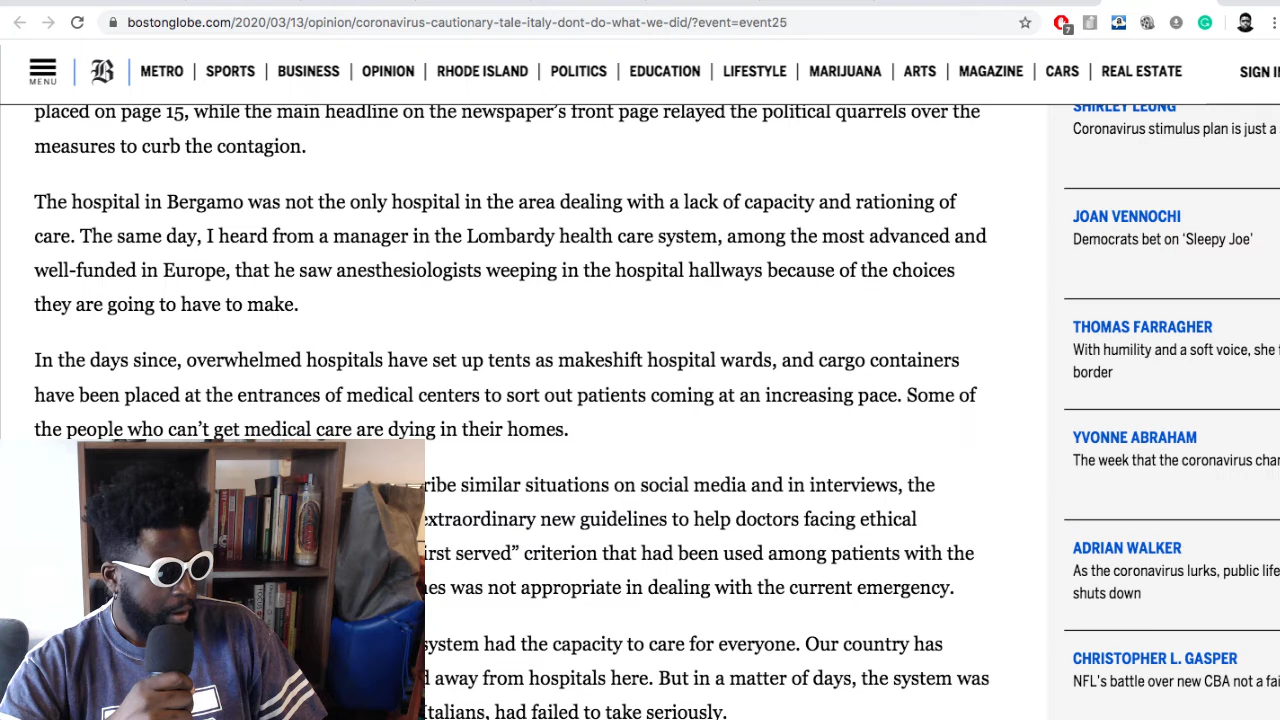 bostonglobe.com/2020/03/13/opinion/coronavirus-cautionary-tale-italy-dont-do-what-we-did/?event=event25
7
MENU
B
METRO | SPORTS | BUSINESS | OPINION | RHODE ISLAND | POLITICS | EDUCATION | LIFESTYLE | MARIJUANA | ARTS | MAGAZINE | CARS | REAL ESTATE
SIGN
placed on page 15, while the main headline on the newspaper's front page relayed the political quarrels over the
measures to curb the contagion.
The hospital in Bergamo was not the only hospital in the area dealing with a lack of capacity and rationing of
care. The same day, I heard from a manager in the Lombardy health care system, among the most advanced and
well-funded in Europe, that he saw anesthesiologists weeping in the hospital hallways because of the choices
they are going to have to make.
In the days since, overwhelmed hospitals have set up tents as makeshift hospital wards, and cargo containers
have been placed at the entrances of medical centers to sort out patients coming at an increasing pace. Some of
the people who can't get medical care are dying in their homes.
ribe similar situations on social media and in interviews, the
extraordinary new guidelines to help doctors facing ethical
irst served” criterion that had been used among patients with the
nes was not appropriate in dealing with the current emergency.
system had the capacity to care for everyone. Our country has
d away from hospitals here. But in a matter of days, the system was
Italians, had failed to take seriously.
SHIRLEY LEUNG
Coronavirus stimulus plan is just a
JOAN VENNOCHI
Democrats bet on ‘Sleepy Joe’
THOMAS FARRAGHER
With humility and a soft voice, she
border
YVONNE ABRAHAM
The week that the coronavirus chan
ADRIAN WALKER
As the coronavirus lurks, public life
shuts down
CHRISTOPHER L. GASPER
NFL's battle over new CBA not a fai